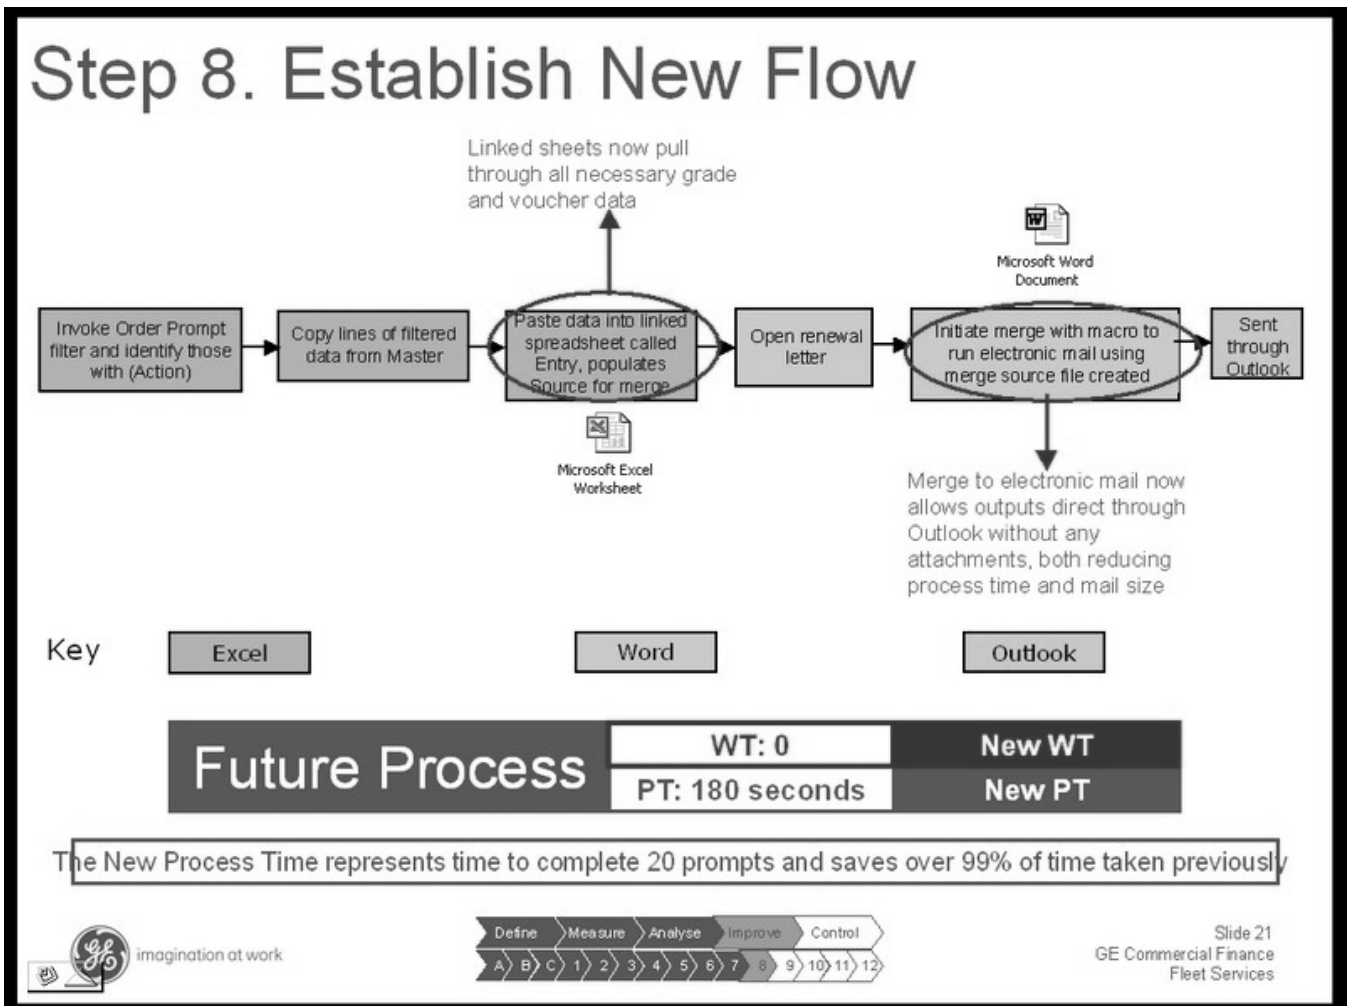 Step 8. Establish New Flow
Linked sheets now pull
through all necessary grade
and voucher data
Microsoft Word
Document
Invoke Order Prompt
filter and identify those
with (Action)
Copy lines of filtered
data from Master
Paste data into linked
spreadsheet called
Entry, populates
Source for merge
Open renewal
letter
Initiate merge with macro to
run electronic mail using
merge source file created
Sent
through
Outlook
Microsoft Excel
Worksheet
Merge to electronic mail now
allows outputs direct through
Outlook without any
attachments, both reducing
process time and mail size
Key
Excel
Word
Outlook
Future Process
WT: 0
New WT
PT: 180 seconds
New PT
The New Process Time represents time to complete 20 prompts and saves over 99% of time taken previously
GE
imagination at work
Define Measure Analyse Improve Control
A B C 1 2 3 4 5 6 7 8 9 10 11 12
Slide 21
GE Commercial Finance
Fleet Services